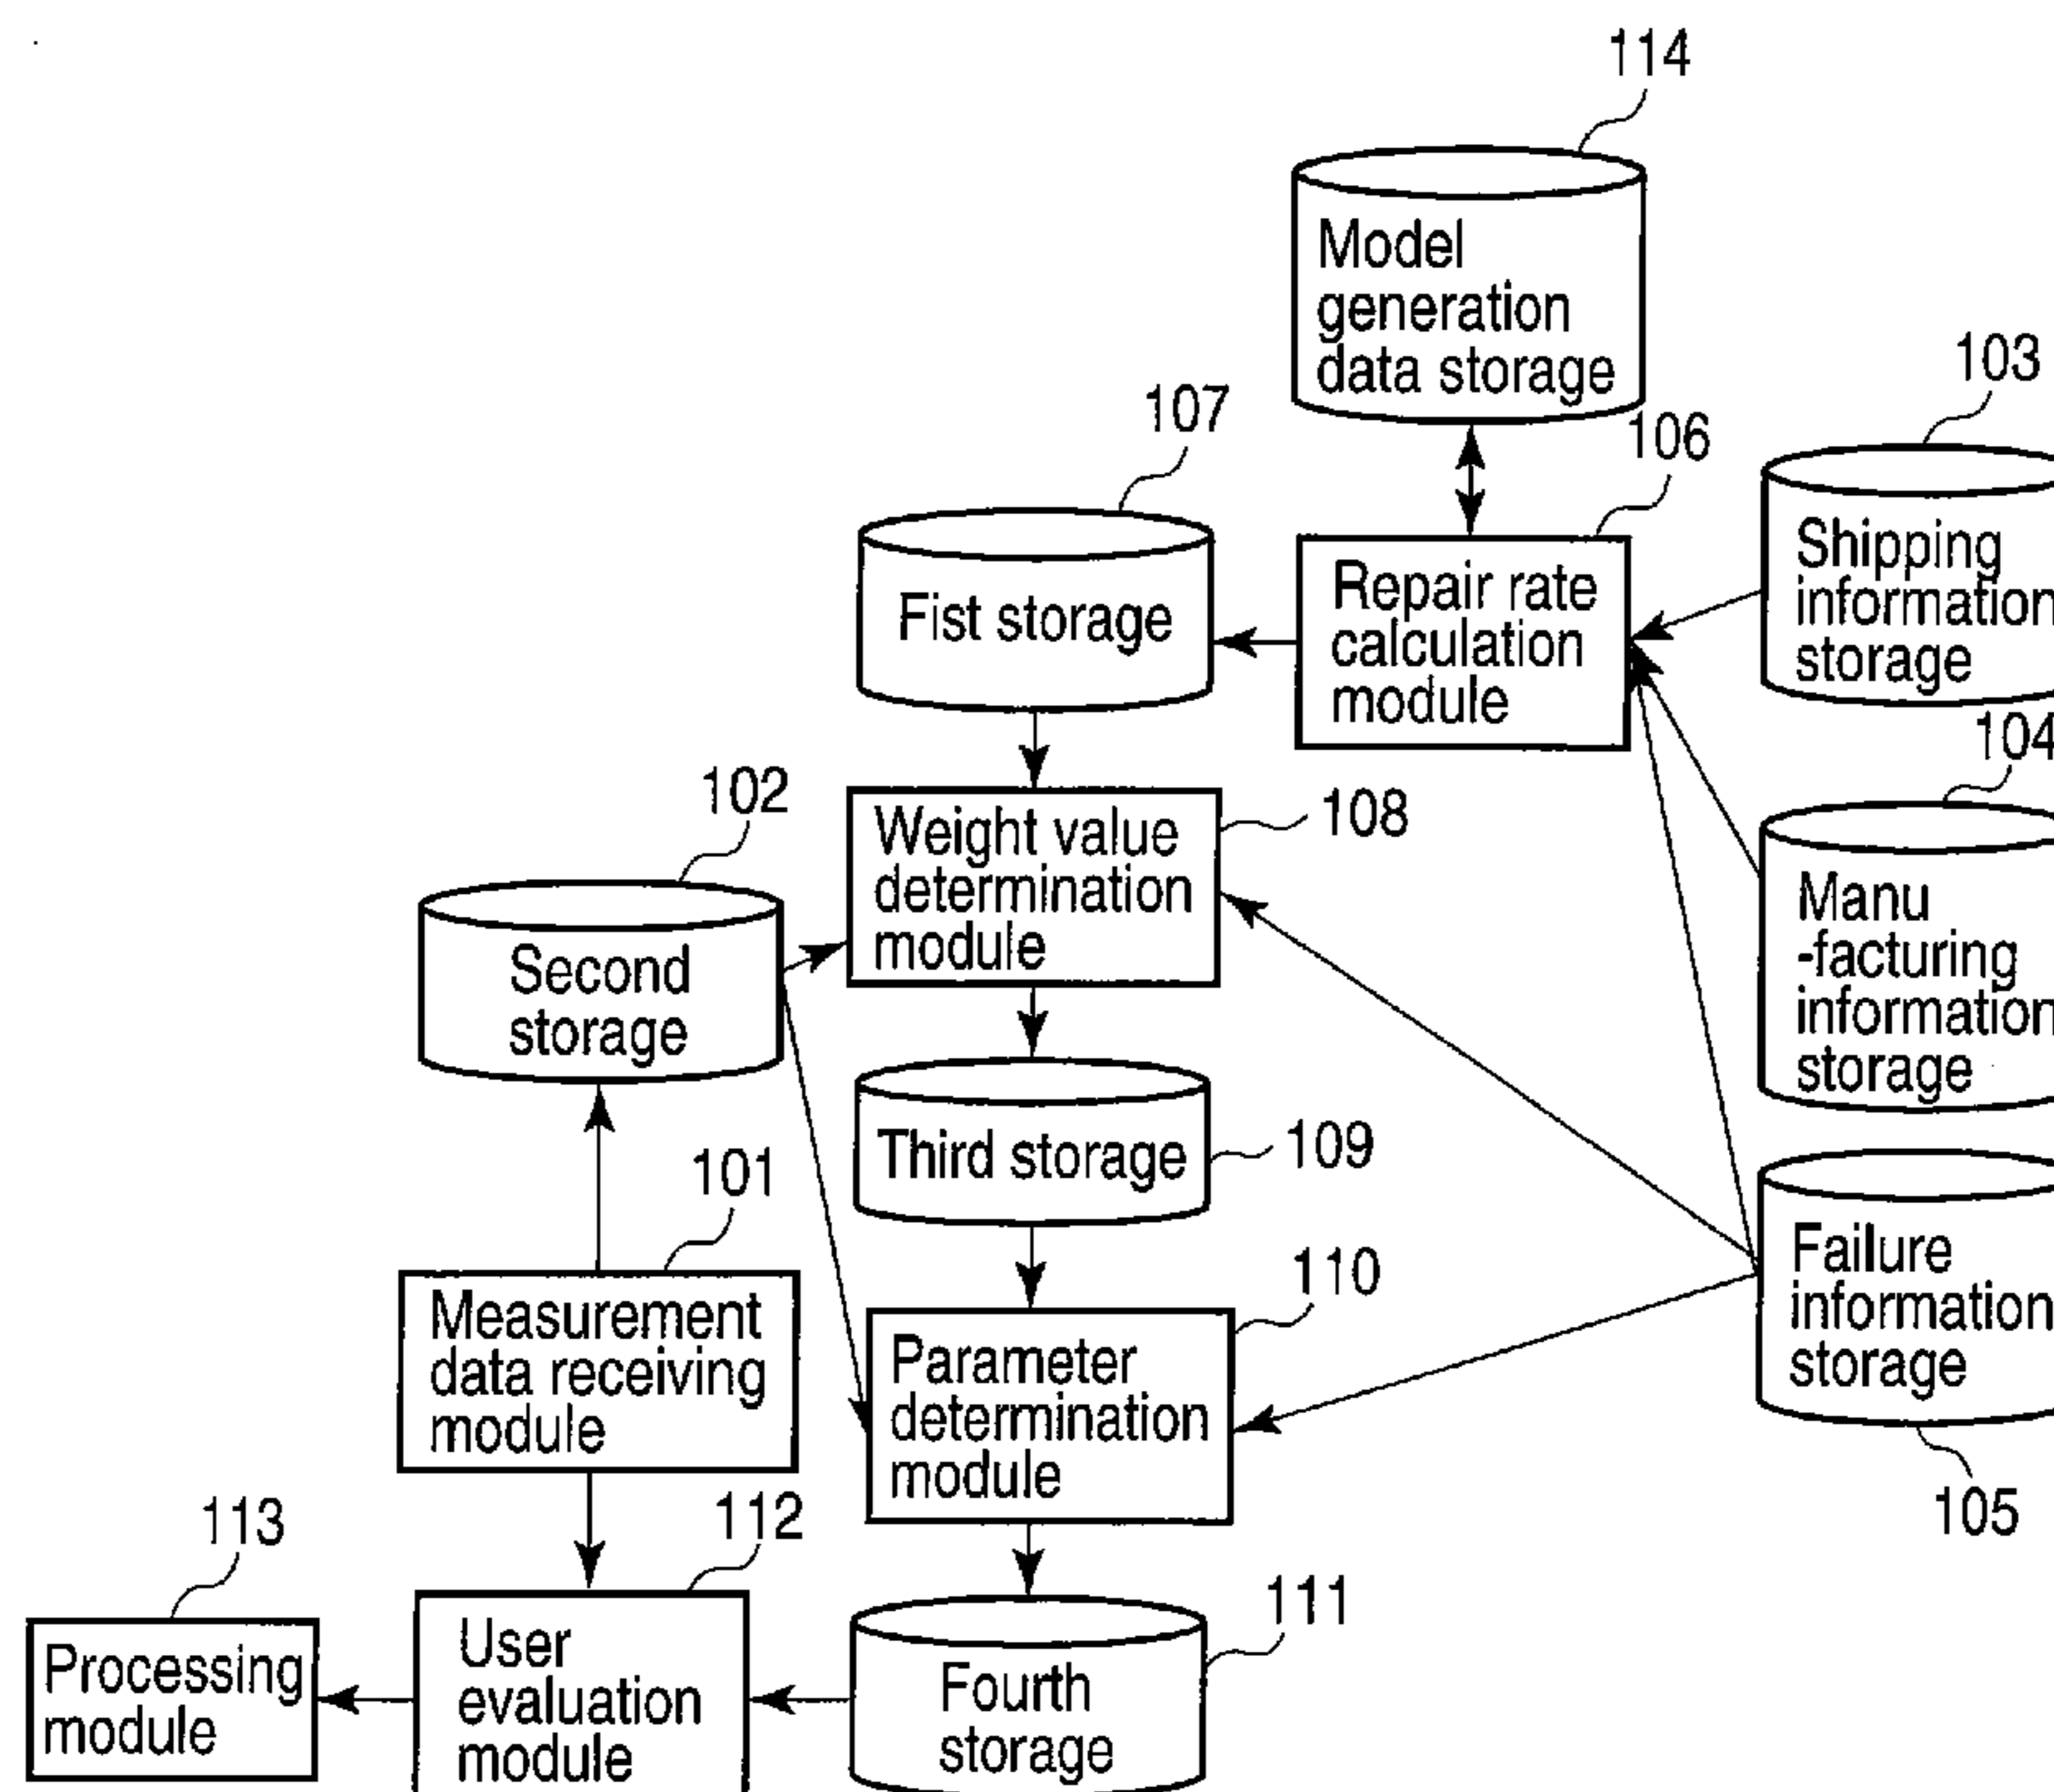 114
Model
generation
data storage
103
107
106
Shipping
information
storage
Fist storage
Repair rate
calculation
module
104
102
108
Weight value
determination
module
Manu
-facturing
information
storage
Second
storage
109
Third storage
101
110
Failure
information
storage
Measurement
data receiving
module
Parameter
determination
module
105
113
112
111
Processing
module
User
evaluation
module
Fourth
storage